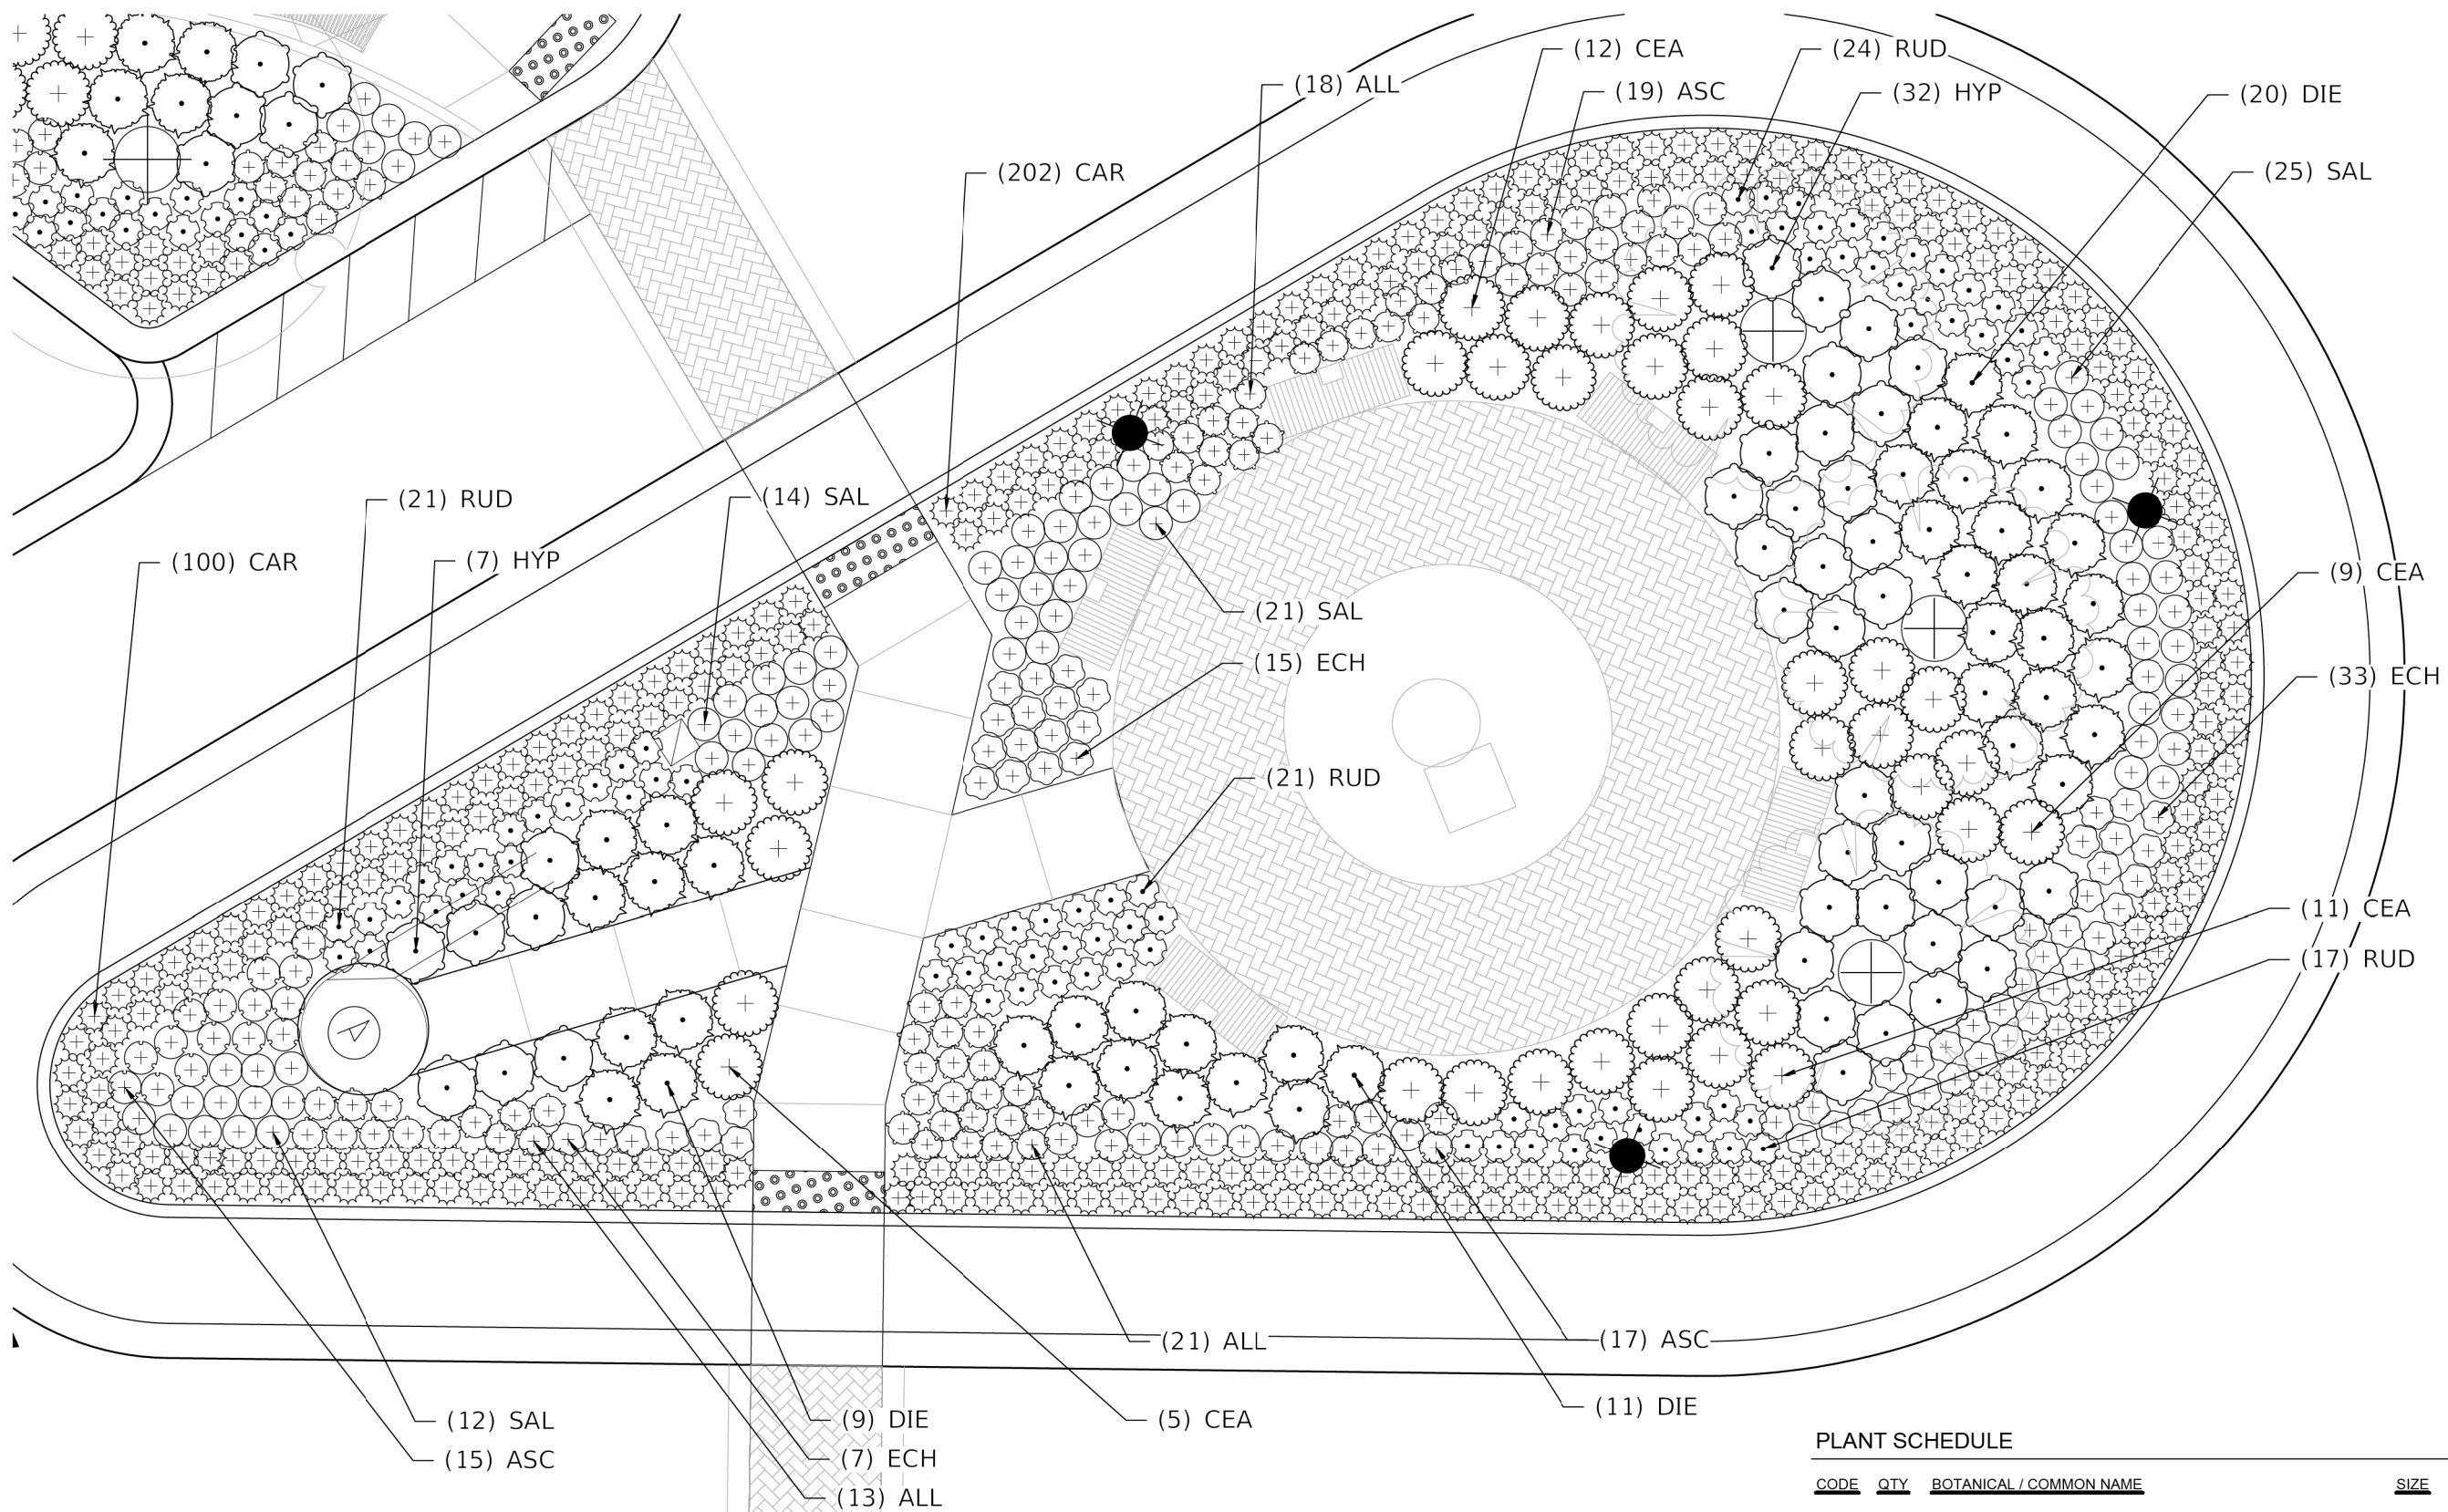 (12) CEA
(24) RUD
(18) ALL
(19) ASC
(32) HYP
(20) DIE
(202) CAR
(25) SAL
(21) RUD
(14) SAL
(100) CAR
(7) HYP
(9) CEA
(21) SAL
(15) ECH
(33) ECH
(21) RUD
(11) CEA
(17) RUD
(21) ALL
(17) ASC
(11) DIE
(12) SAL
(9) DIE
(5) CEA
(15) ASC
(7) ECH
(13) ALL
PLANT SCHEDULE
CODE QTY BOTANICAL / COMMON NAME SIZE